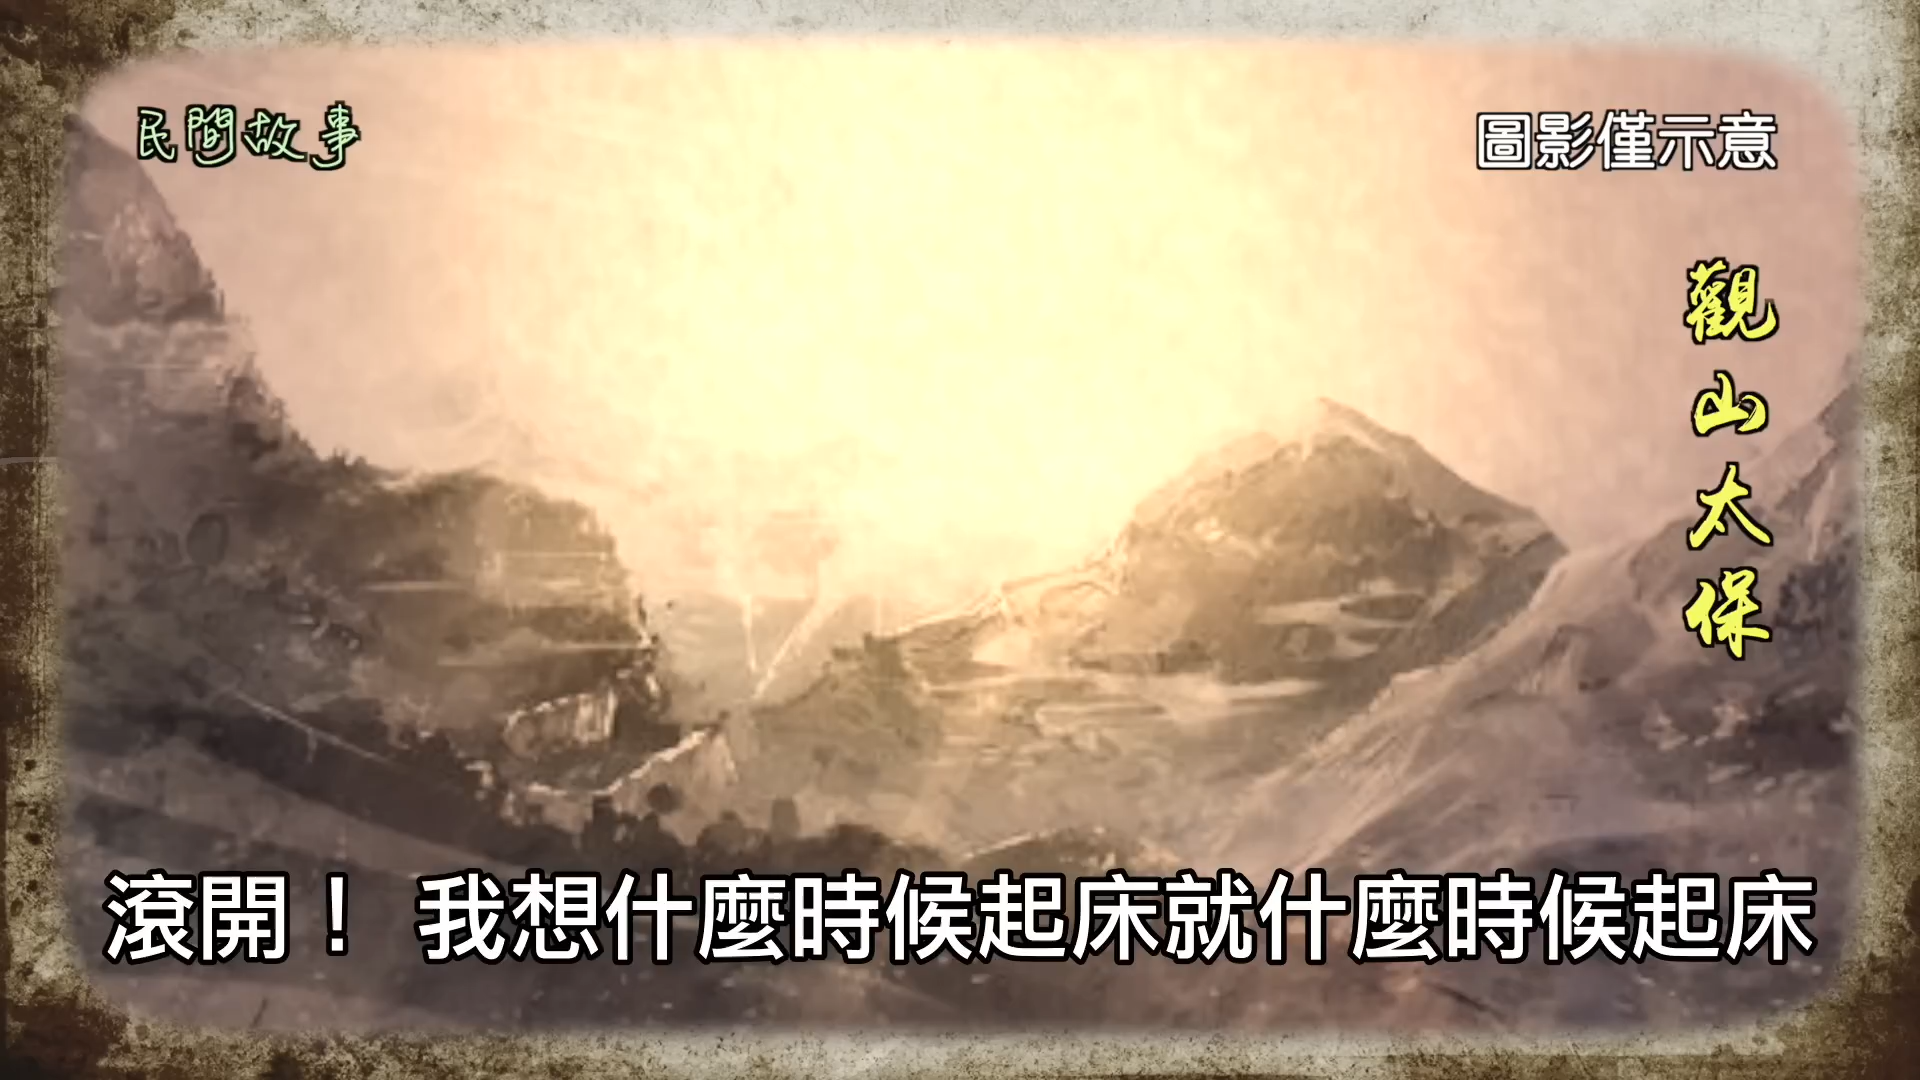 民間故事
圖影僅示意
觀山太保
滾開！ 我想什麼時候起床就什麼時候起床